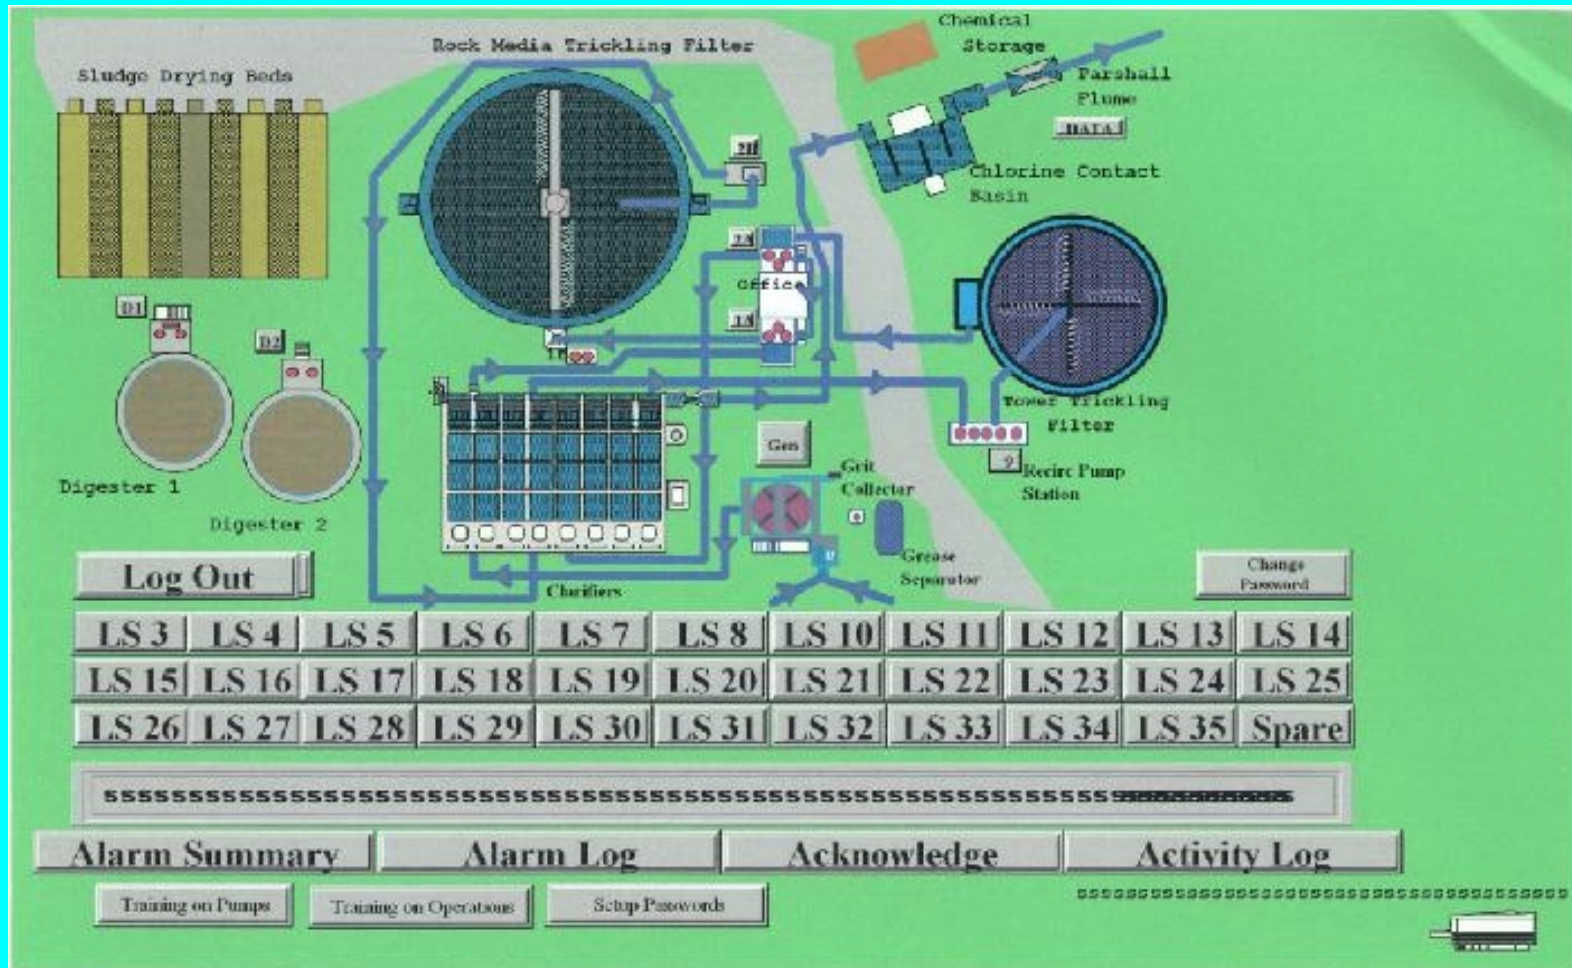 Chemical
Storage
Rock Media Trickling Filter
Sludge Drying Beds
Parshall
Flume
DATA
Chlorine Contact
Basin
2A
Office
1A
D1
D2
Tower Trickling
Filter
Gen
Grit
Collector
9
Recirc Pump
Station
Digester 1
Digester 2
Grease
Separator
Clarifiers
Log Out
Change
Password
LS 3 LS 4 LS 5 LS 6 LS 7 LS 8 LS 10 LS 11 LS 12 LS 13 LS 14
LS 15 LS 16 LS 17 LS 18 LS 19 LS 20 LS 21 LS 22 LS 23 LS 24 LS 25
LS 26 LS 27 LS 28 LS 29 LS 30 LS 31 LS 32 LS 33 LS 34 LS 35 Spare
Alarm Summary Alarm Log Acknowledge Activity Log
Training on Pumps Training on Operations Setup Passwords